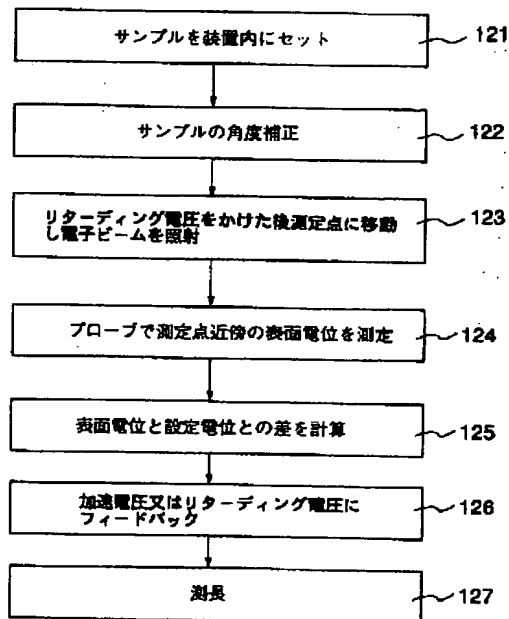 サンプルを装置内にセット
121
サンプルの角度補正
122
リターディング電圧をかけた後測定点に移動
し電子ビームを照射
123
プローブで測定点近傍の表面電位を測定
124
表面電位と設定電位との差を計算
125
加速電圧又はリターディング電圧に
フィードバック
126
測長
127